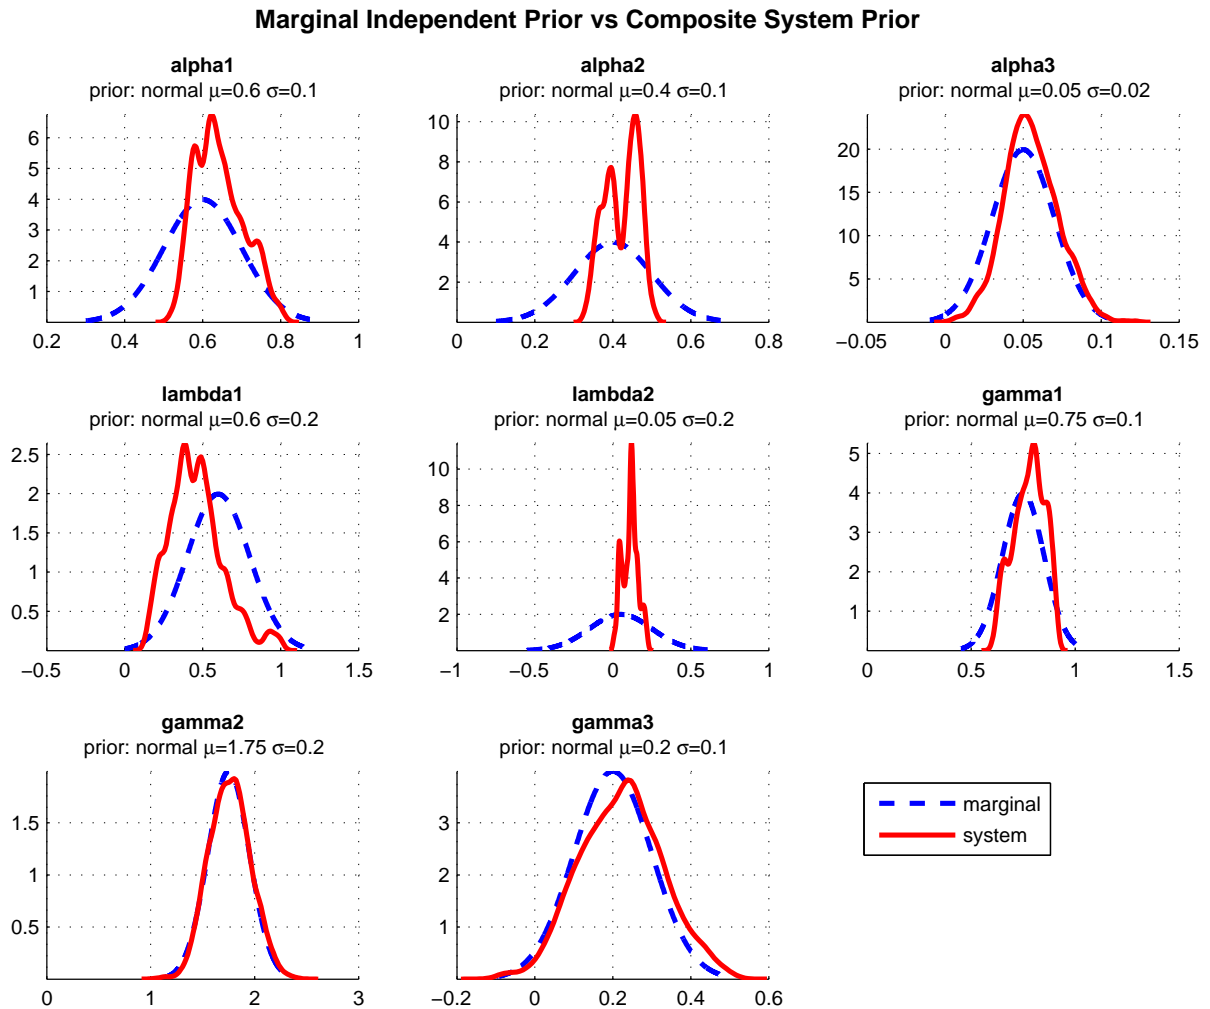 Marginal Independent Prior vs Composite System Prior
alpha1
prior: normal μ=0.6 σ=0.1
6
5
4
3
2
1
0.2 0.4 0.6 0.8 1
alpha2
prior: normal μ=0.4 σ=0.1
10
8
6
4
2
0 0.2 0.4 0.6 0.8
alpha3
prior: normal μ=0.05 σ=0.02
20
15
10
5
−0.05 0 0.05 0.1 0.15
lambda1
prior: normal μ=0.6 σ=0.2
2.5
2
1.5
1
0.5
−0.5 0 0.5 1 1.5
lambda2
prior: normal μ=0.05 σ=0.2
10
8
6
4
2
−1 −0.5 0 0.5 1
gamma1
prior: normal μ=0.75 σ=0.1
5
4
3
2
1
0 0.5 1 1.5
gamma2
prior: normal μ=1.75 σ=0.2
1.5
1
0.5
0 1 2 3
gamma3
prior: normal μ=0.2 σ=0.1
3
2
1
−0.2 0 0.2 0.4 0.6
marginal
system